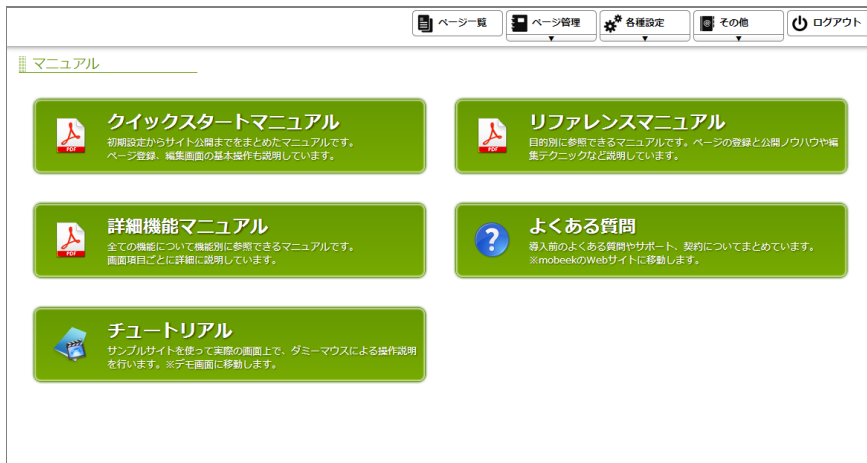 ページ一覧
ページ管理
▼
各種設定
▼
その他
▼
ログアウト
マニュアル
PDF
クイックスタートマニュアル
初期設定からサイト公開までをまとめたマニュアルです。
ページ登録、編集画面の基本操作も説明しています。
PDF
リファレンスマニュアル
目的別に参照できるマニュアルです。ページの登録と公開ノウハウや編
集テクニックなど説明しています。
PDF
詳細機能マニュアル
全ての機能について機能別に参照できるマニュアルです。
画面項目ごとに詳細に説明しています。
?
よくある質問
導入前のよくある質問やサポート、契約についてまとめています。
※mobeekのWebサイトに移動します。
チュートリアル
サンプルサイトを使って実際の画面上で、ダミーマウスによる操作説明
を行います。※デモ画面に移動します。